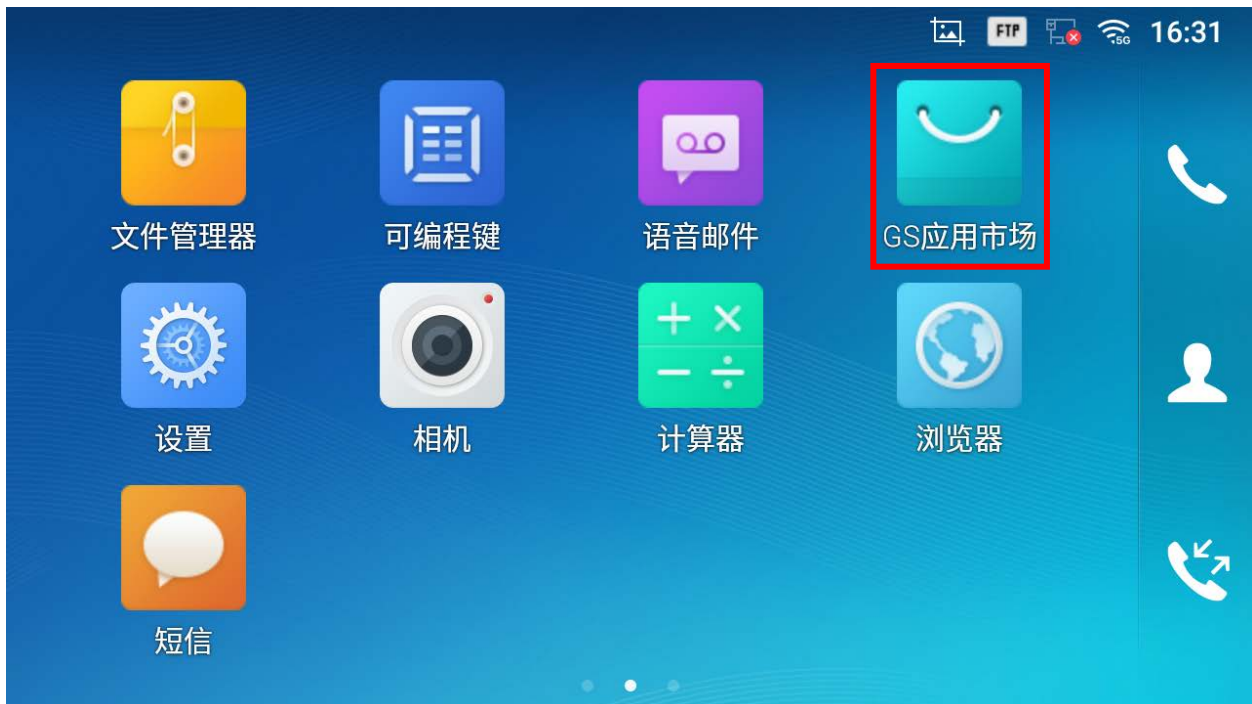 FTP 5G 16:31
文件管理器 可编程键 语音邮件 GS应用市场
设置 相机 计算器 浏览器
短信